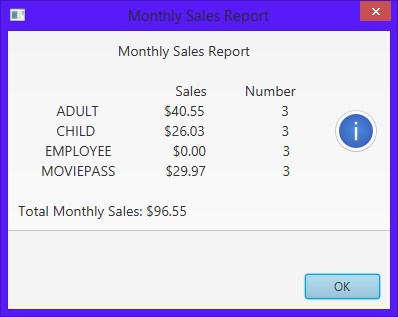 Monthly Sales Report
Monthly Sales Report
Sales Number
ADULT $40.55 3
CHILD $26.03 3
EMPLOYEE $0.00 3
MOVIEPASS $29.97 3
Total Monthly Sales: $96.55
OK